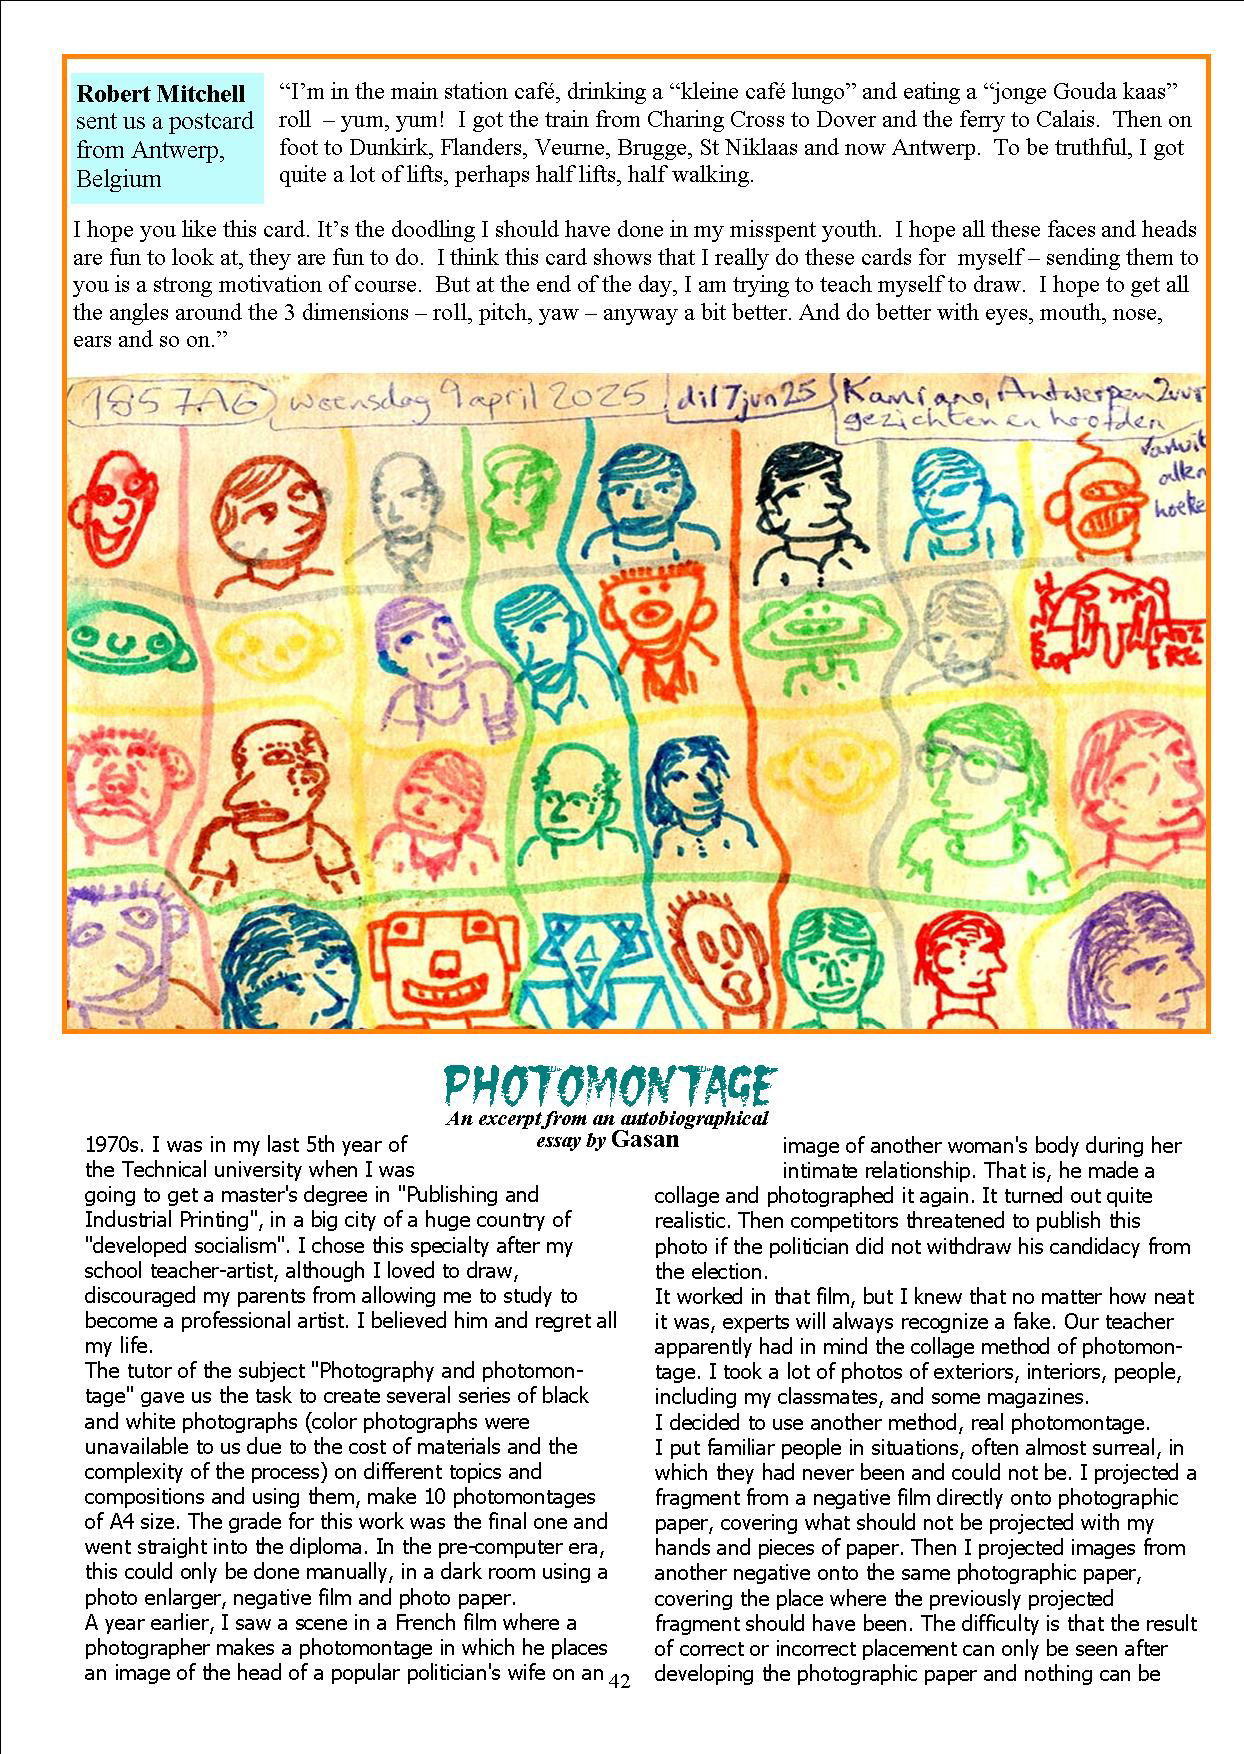 Robert Mitchell
sent us a postcard
from Antwerp,
Belgium
“I’m in the main station café, drinking a “kleine café lungo” and eating a “jonge Gouda kaas”
roll – yum, yum! I got the train from Charing Cross to Dover and the ferry to Calais. Then on
foot to Dunkirk, Flanders, Veurne, Brugge, St Niklaas and now Antwerp. To be truthful, I got
quite a lot of lifts, perhaps half lifts, half walking.
I hope you like this card. It’s the doodling I should have done in my misspent youth. I hope all these faces and heads
are fun to look at, they are fun to do. I think this card shows that I really do these cards for myself – sending them to
you is a strong motivation of course. But at the end of the day, I am trying to teach myself to draw. I hope to get all
the angles around the 3 dimensions – roll, pitch, yaw – anyway a bit better. And do better with eyes, mouth, nose,
ears and so on.”
1857AG woensdag 9 april 2025 di17jun25 Kamiano, Antwerpen 2uur
gezichten en hoofden
vanuit
alle
hoeke
PHOTOMONTAGE
An excerpt from an autobiographical
essay by Gasan
1970s. I was in my last 5th year of
the Technical university when I was
going to get a master's degree in "Publishing and
Industrial Printing", in a big city of a huge country of
"developed socialism". I chose this specialty after my
school teacher-artist, although I loved to draw,
discouraged my parents from allowing me to study to
become a professional artist. I believed him and regret all
my life.
The tutor of the subject "Photography and photomon-
tage" gave us the task to create several series of black
and white photographs (color photographs were
unavailable to us due to the cost of materials and the
complexity of the process) on different topics and
compositions and using them, make 10 photomontages
of A4 size. The grade for this work was the final one and
went straight into the diploma. In the pre-computer era,
this could only be done manually, in a dark room using a
photo enlarger, negative film and photo paper.
A year earlier, I saw a scene in a French film where a
photographer makes a photomontage in which he places
an image of the head of a popular politician's wife on an
image of another woman's body during her
intimate relationship. That is, he made a
collage and photographed it again. It turned out quite
realistic. Then competitors threatened to publish this
photo if the politician did not withdraw his candidacy from
the election.
It worked in that film, but I knew that no matter how neat
it was, experts will always recognize a fake. Our teacher
apparently had in mind the collage method of photomon-
tage. I took a lot of photos of exteriors, interiors, people,
including my classmates, and some magazines.
I decided to use another method, real photomontage.
I put familiar people in situations, often almost surreal, in
which they had never been and could not be. I projected a
fragment from a negative film directly onto photographic
paper, covering what should not be projected with my
hands and pieces of paper. Then I projected images from
another negative onto the same photographic paper,
covering the place where the previously projected
fragment should have been. The difficulty is that the result
of correct or incorrect placement can only be seen after
developing the photographic paper and nothing can be
42